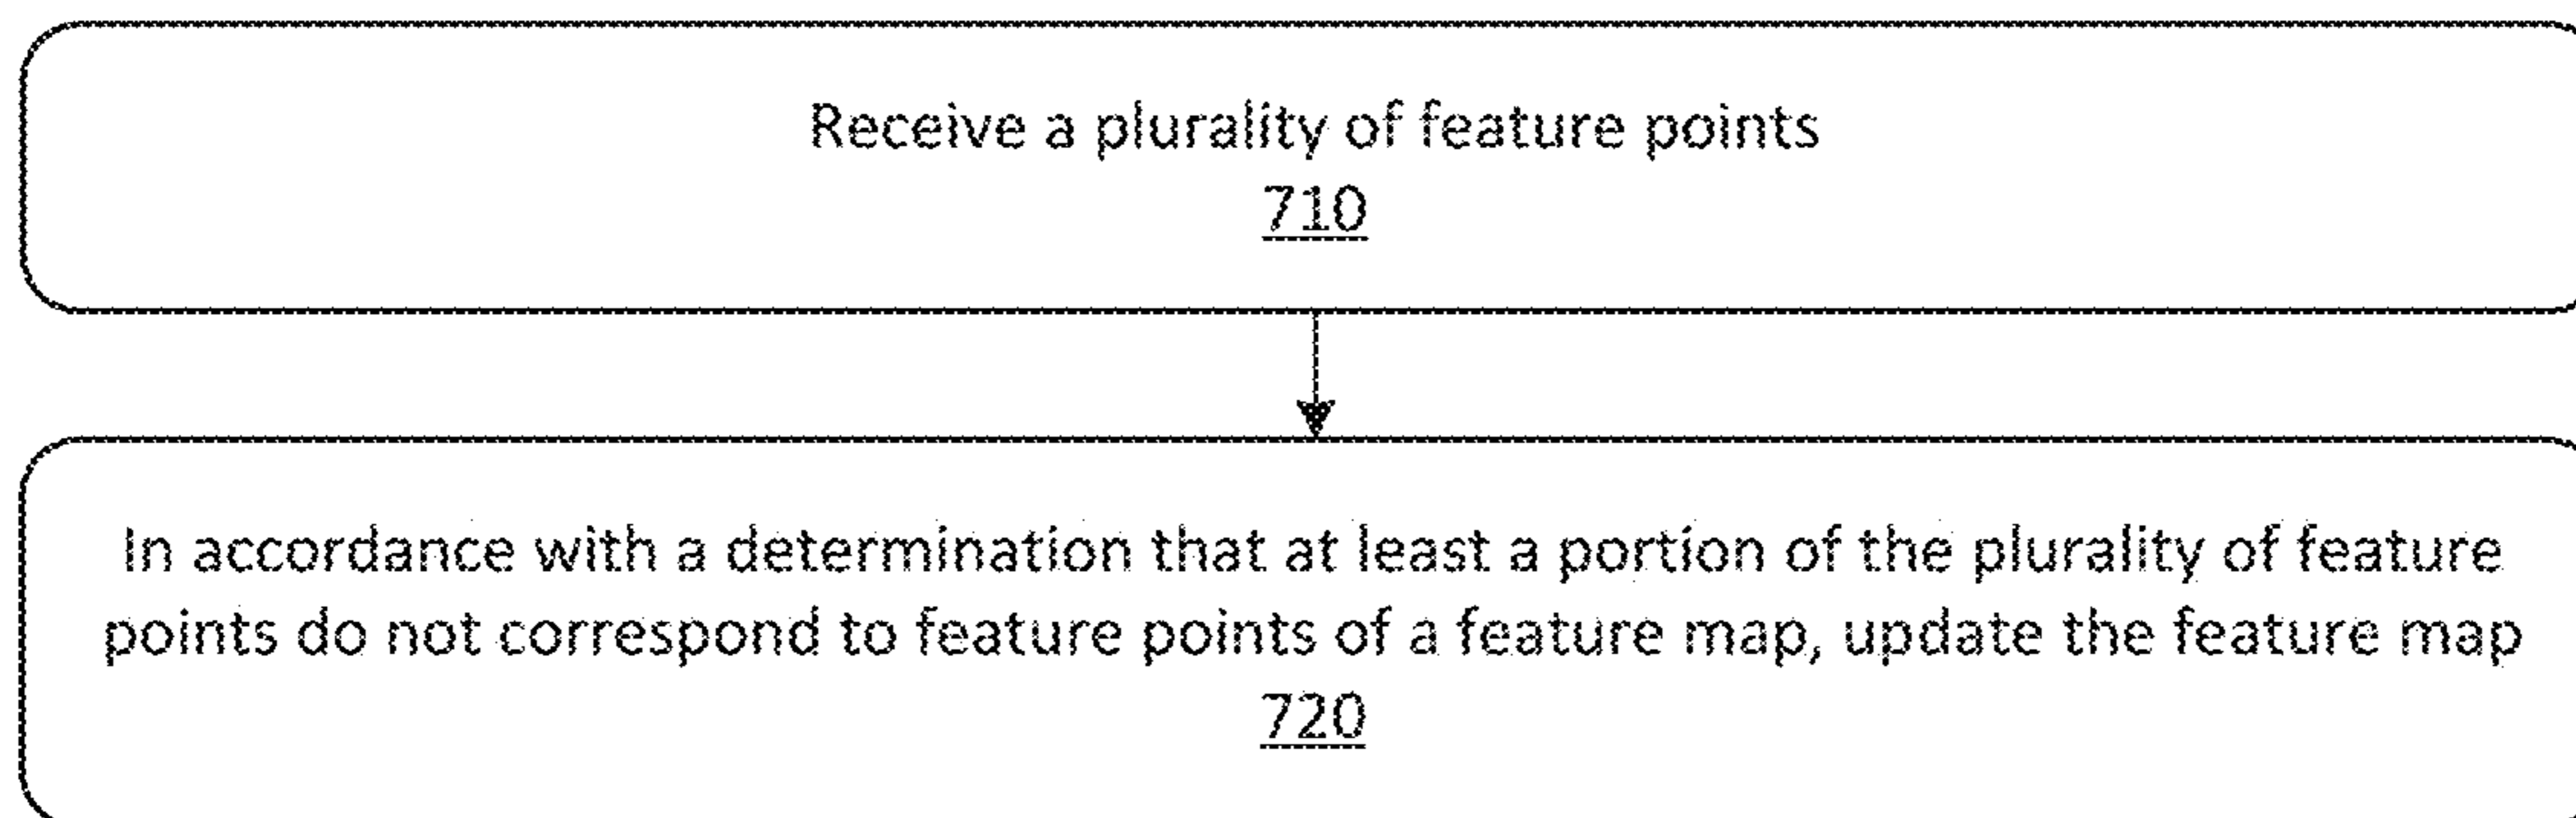 Receive a plurality of feature points
710
In accordance with a determination that at least a portion of the plurality of feature
points do not correspond to feature points of a feature map, update the feature map
720